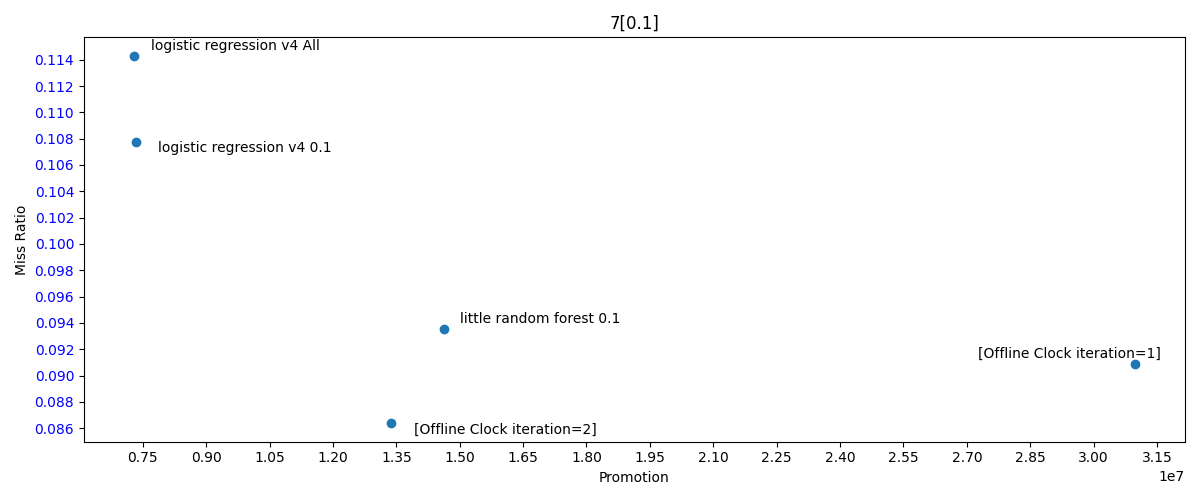 7[0.1]
logistic regression v4 All
logistic regression v4 0.1
little random forest 0.1
[Offline Clock iteration=1]
[Offline Clock iteration=2]
Miss Ratio
0.114
0.112
0.110
0.108
0.106
0.104
0.102
0.100
0.098
0.096
0.094
0.092
0.090
0.088
0.086
0.75 0.90 1.05 1.20 1.35 1.50 1.65 1.80 1.95 2.10 2.25 2.40 2.55 2.70 2.85 3.00 3.15
1e7
Promotion